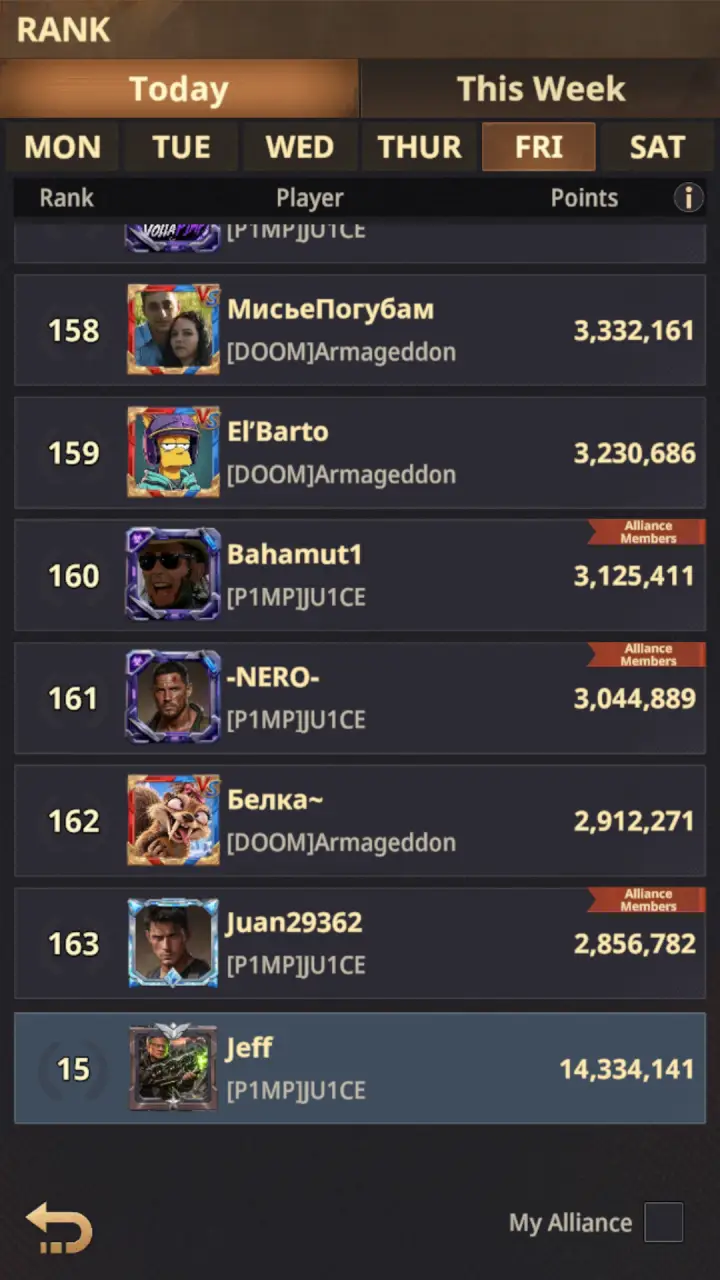 RANK
Today
This Week
MON
TUE
WED
THUR
FRI
SAT
Rank
Player
Points
[P1MP]JU1CE
158
МисьеПогубам
[DOOM]Armageddon
3,332,161
159
El'Barto
[DOOM]Armageddon
3,230,686
160
Bahamut1
[P1MP]JU1CE
Alliance
Members
3,125,411
161
-NERO-
[P1MP]JU1CE
Alliance
Members
3,044,889
162
Белка~
[DOOM]Armageddon
2,912,271
163
Juan29362
[P1MP]JU1CE
Alliance
Members
2,856,782
15
Jeff
[P1MP]JU1CE
14,334,141
My Alliance